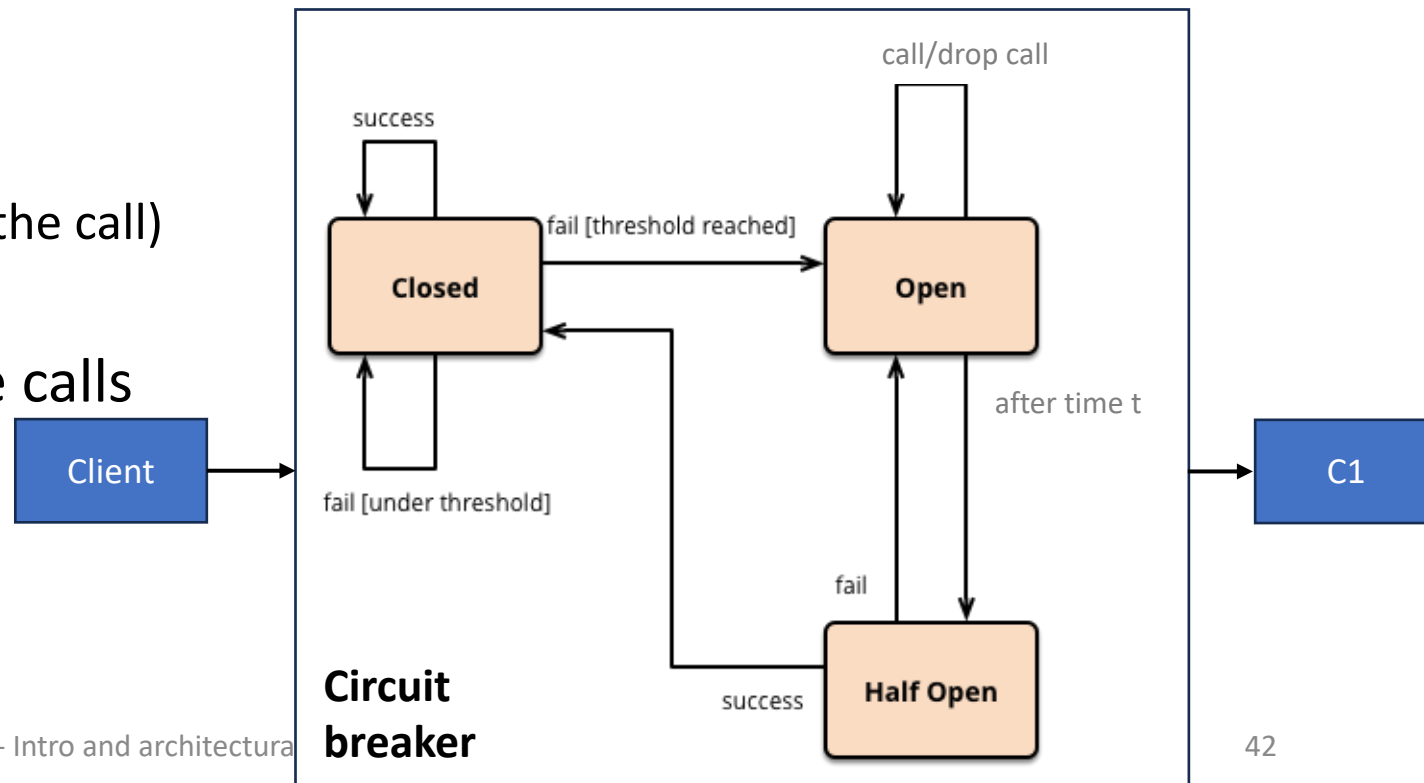 call/drop call
success
the call)
fail [threshold reached]
Closed
Open
calls
after time t
Client
C1
fail [under threshold]
fail
Half Open
success
Circuit
breaker
- Intro and architectura
42